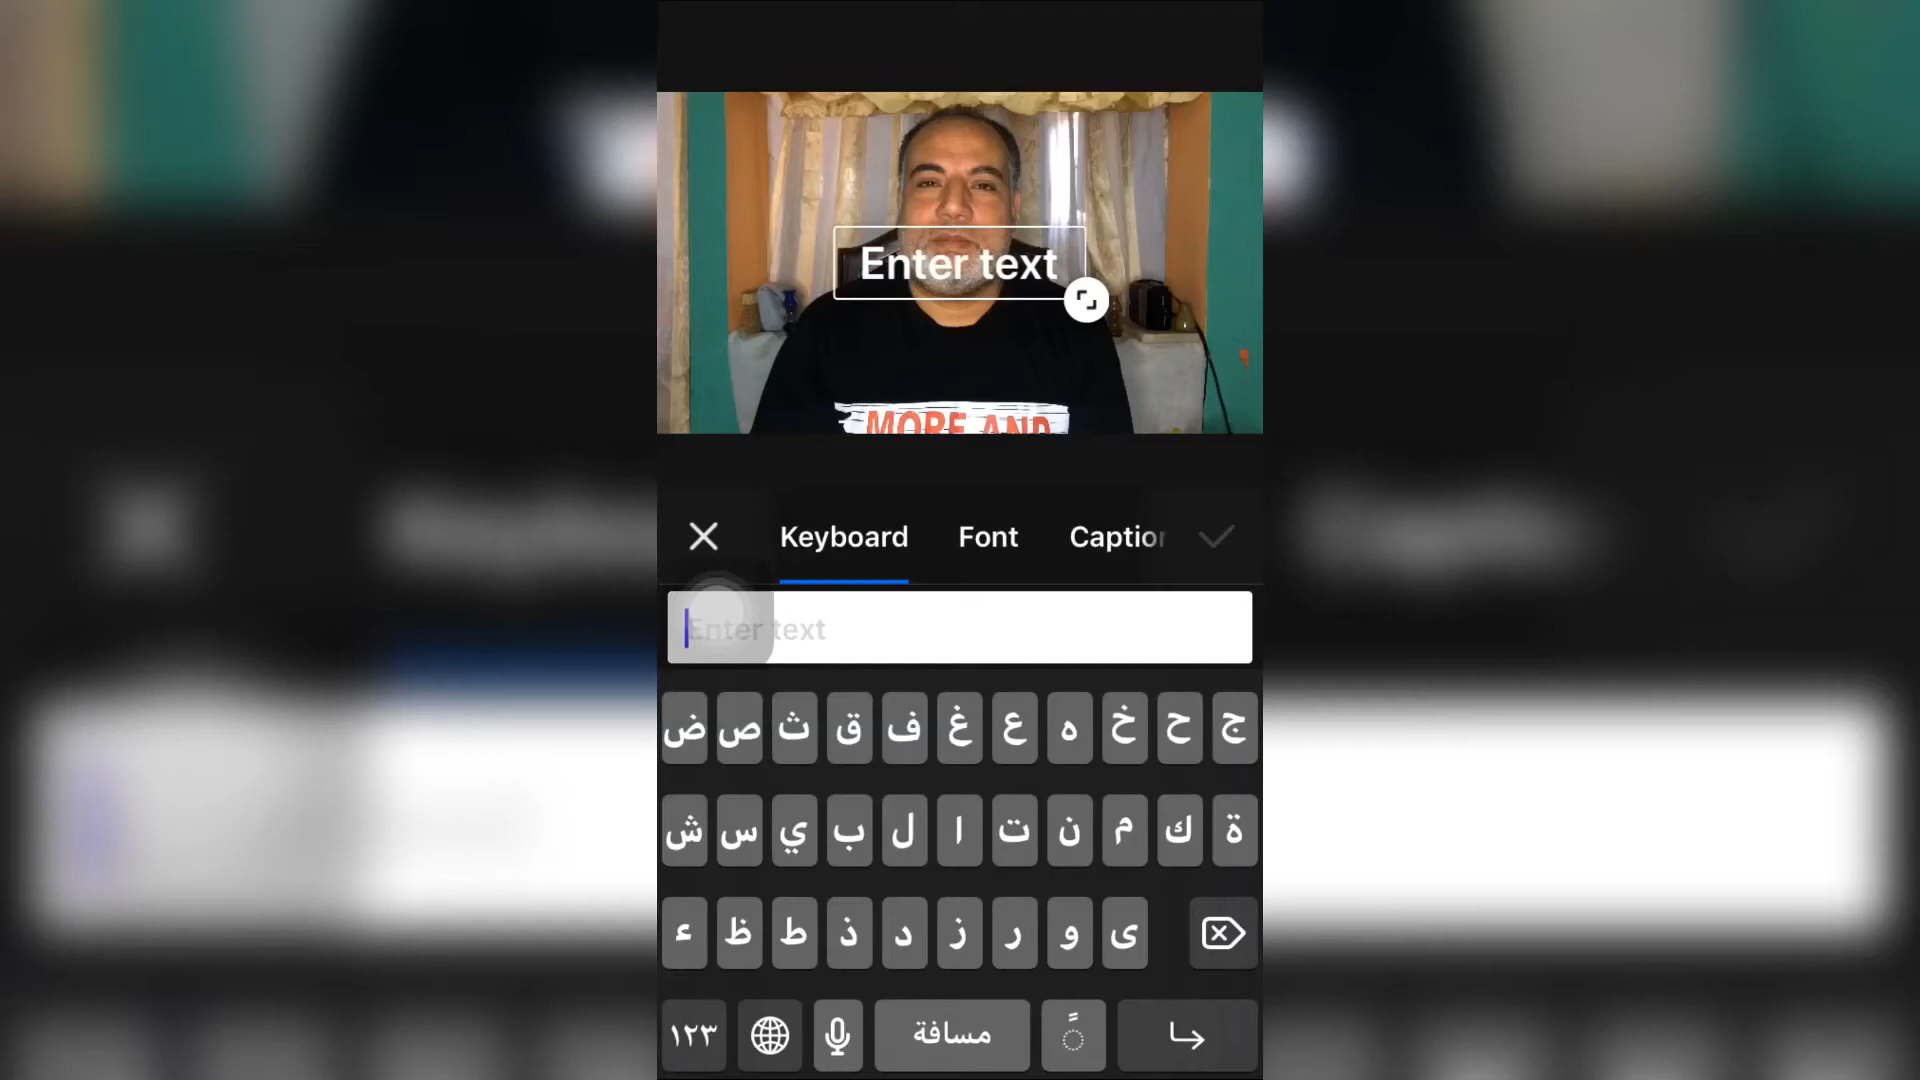 Enter text
MORE AND
Keyboard Font Caption
Enter text
ض ص ث ق ف غ ع ه خ ح ج
ش س ي ب ل ا ت ن م ك ة
ء ظ ط ذ د ز ر و ى
١٢٣ مسافة